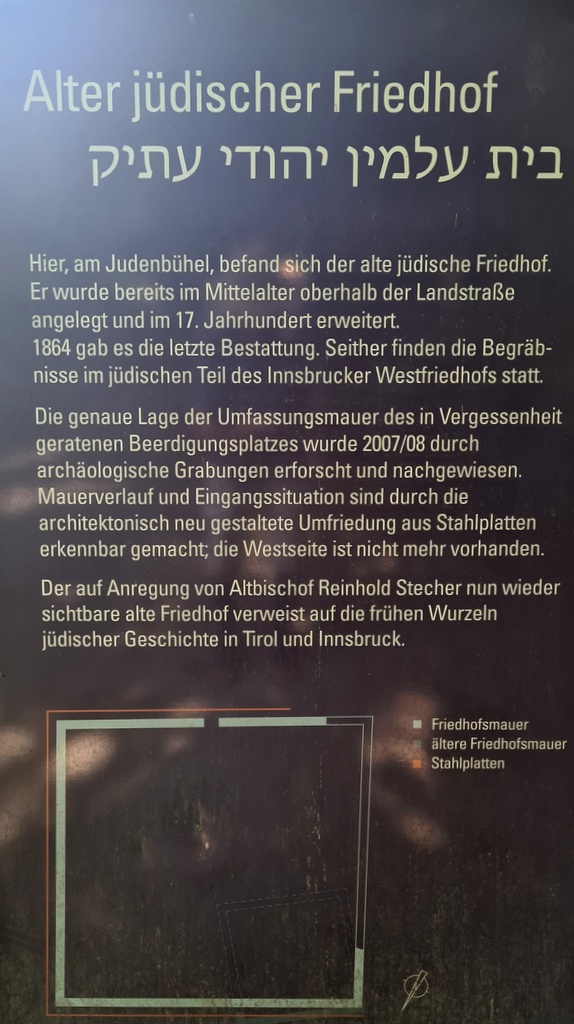 Alter jüdischer Friedhof
בית עלמין יהודי עתיק
Hier, am Judenbühel, befand sich der alte jüdische Friedhof.
Er wurde bereits im Mittelalter oberhalb der Landstraße
angelegt und im 17. Jahrhundert erweitert.
1864 gab es die letzte Bestattung. Seither finden die Begräb-
nisse im jüdischen Teil des Innsbrucker Westfriedhofs statt.
Die genaue Lage der Umfassungsmauer des in Vergessenheit
geratenen Beerdigungsplatzes wurde 2007/08 durch
archäologische Grabungen erforscht und nachgewiesen.
Mauerverlauf und Eingangssituation sind durch die
architektonisch neu gestaltete Umfriedung aus Stahlplatten
erkennbar gemacht; die Westseite ist nicht mehr vorhanden.
Der auf Anregung von Altbischof Reinhold Stecher nun wieder
sichtbare alte Friedhof verweist auf die frühen Wurzeln
jüdischer Geschichte in Tirol und Innsbruck.
Friedhofsmauer
ältere Friedhofsmauer
Stahlplatten